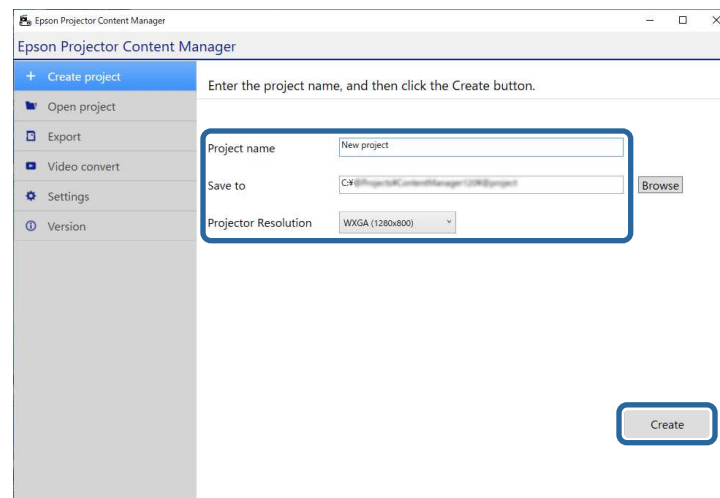 Epson Projector Content Manager
Epson Projector Content Manager
+ Create project
Open project
Export
Video convert
Settings
Version
Enter the project name, and then click the Create button.
Project name
New project
Save to
C:¥
Browse
Projector Resolution
WXGA (1280x800)
Create